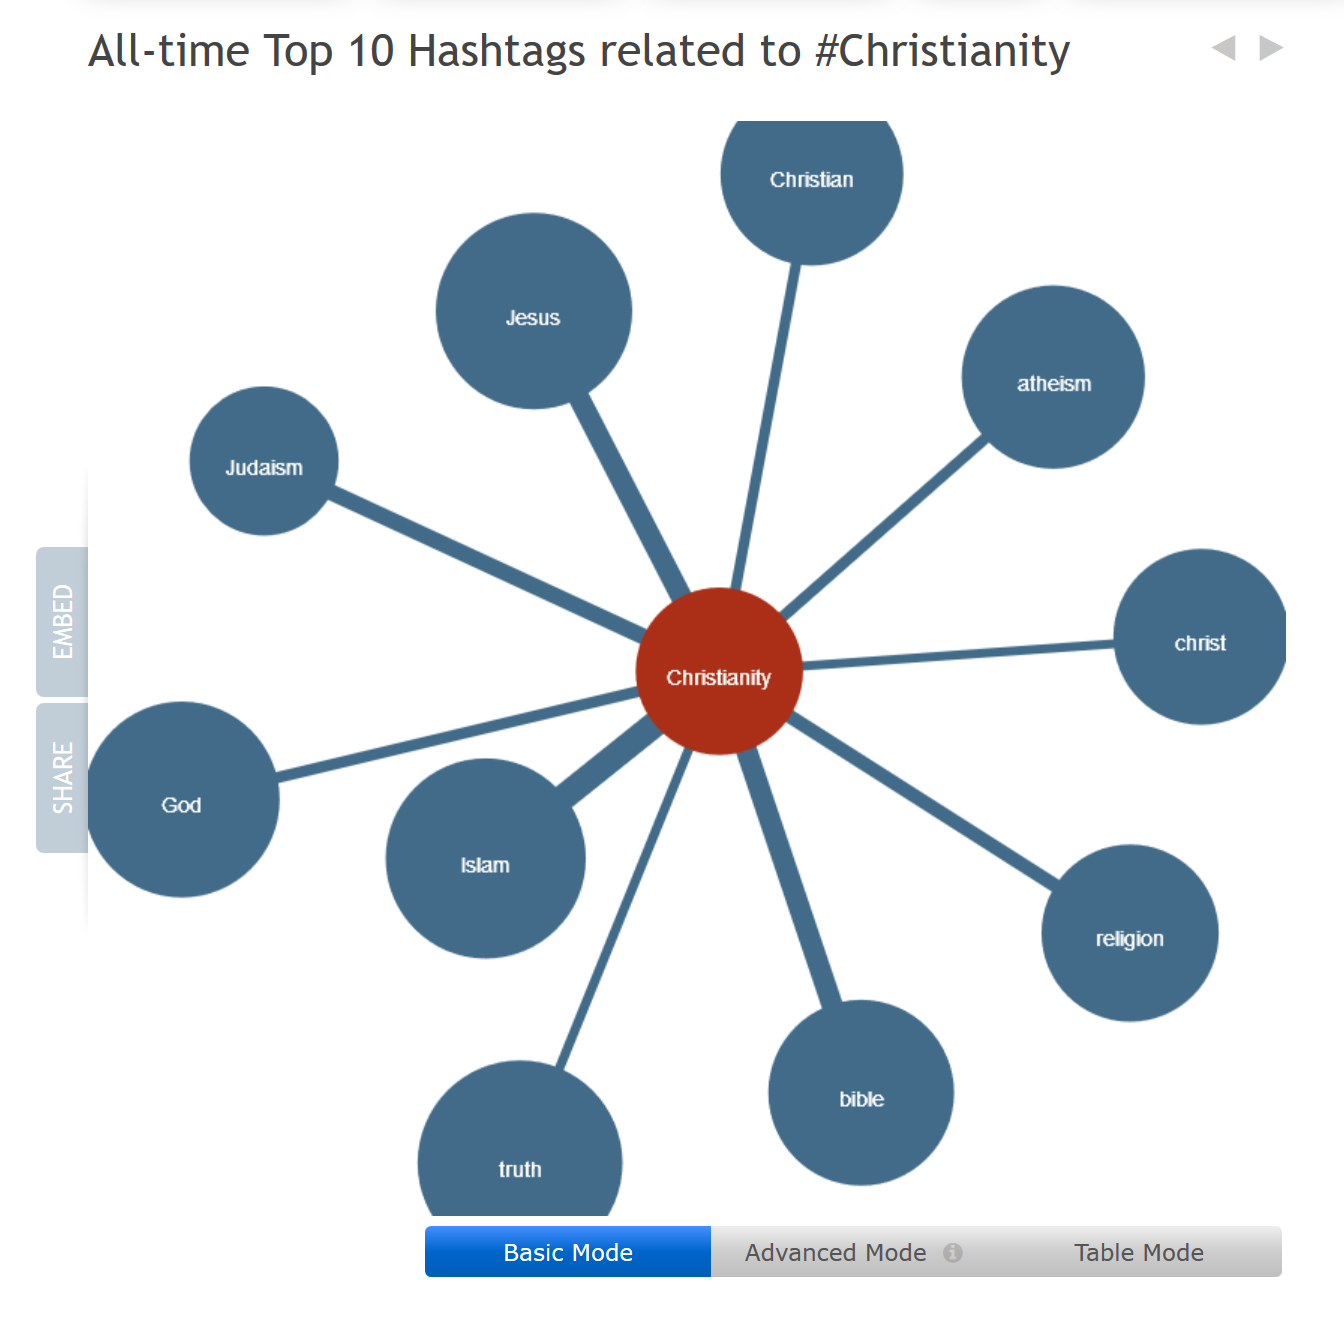 All-time Top 10 Hashtags related to #Christianity
Christian
Jesus
atheism
Judaism
EMBED
christ
Christianity
SHARE
God
Islam
religion
bible
truth
Basic Mode
Advanced Mode
Table Mode